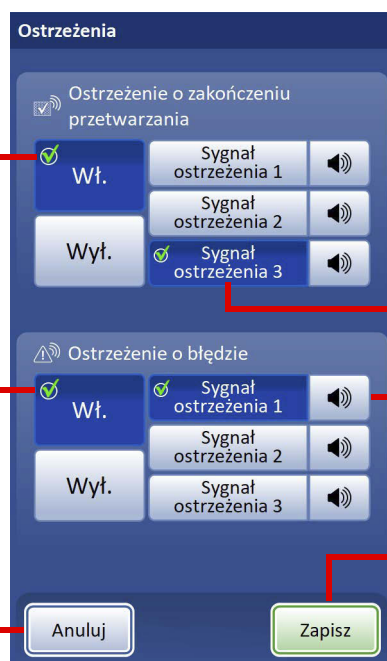 Ostrzeżenia
Ostrzeżenie o zakończeniu
przetwarzania
Wł.
Wył.
Sygnał
ostrzeżenia 1
Sygnał
ostrzeżenia 2
Sygnał
ostrzeżenia 3
Ostrzeżenie o błędzie
Wł.
Wył.
Sygnał
ostrzeżenia 1
Sygnał
ostrzeżenia 2
Sygnał
ostrzeżenia 3
Anuluj
Zapisz